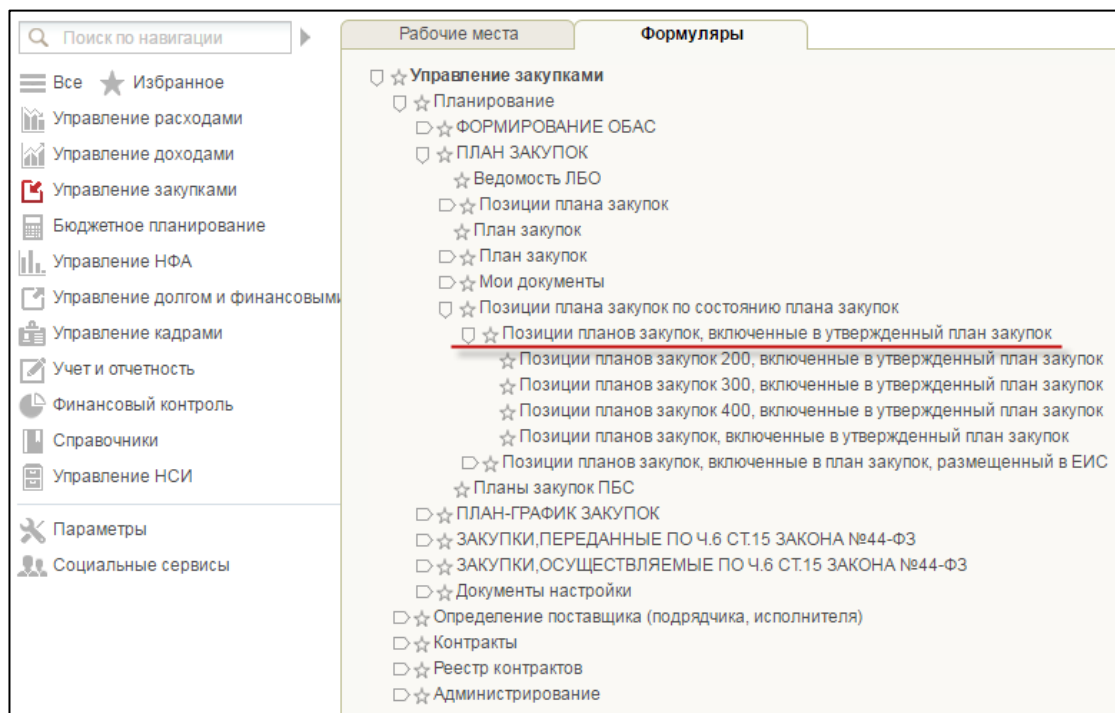 Поиск по навигации
Все Избранное
Управление расходами
Управление доходами
Управление закупками
Бюджетное планирование
Управление НФА
Управление долгом и финансовыми
Управление кадрами
Учет и отчетность
Финансовый контроль
Справочники
Управление НСИ
Параметры
Социальные сервисы
Рабочие места
Формуляры
Управление закупками
Планирование
ФОРМИРОВАНИЕ ОБАС
ПЛАН ЗАКУПОК
Ведомость ЛБО
Позиции плана закупок
План закупок
План закупок
Мои документы
Позиции плана закупок по состоянию плана закупок
Позиции планов закупок, включенные в утвержденный план закупок
Позиции планов закупок 200, включенные в утвержденный план закупок
Позиции планов закупок 300, включенные в утвержденный план закупок
Позиции планов закупок 400, включенные в утвержденный план закупок
Позиции планов закупок, включенные в утвержденный план закупок
Позиции планов закупок, включенные в план закупок, размещенный в ЕИС
Планы закупок ПБС
ПЛАН-ГРАФИК ЗАКУПОК
ЗАКУПКИ,ПЕРЕДАННЫЕ ПО Ч.6 СТ.15 ЗАКОНА №44-ФЗ
ЗАКУПКИ,ОСУЩЕСТВЛЯЕМЫЕ ПО Ч.6 СТ.15 ЗАКОНА №44-ФЗ
Документы настройки
Определение поставщика (подрядчика, исполнителя)
Контракты
Реестр контрактов
Администрирование